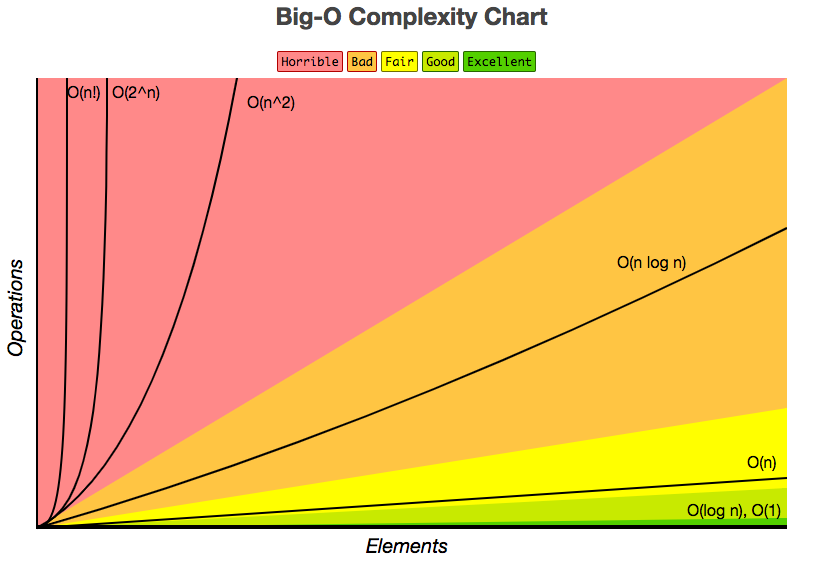 Big-O Complexity Chart
Horrible Bad Fair Good Excellent
O(n!) O(2^n)
O(n^2)
O(n log n)
Operations
O(n)
O(log n), O(1)
Elements